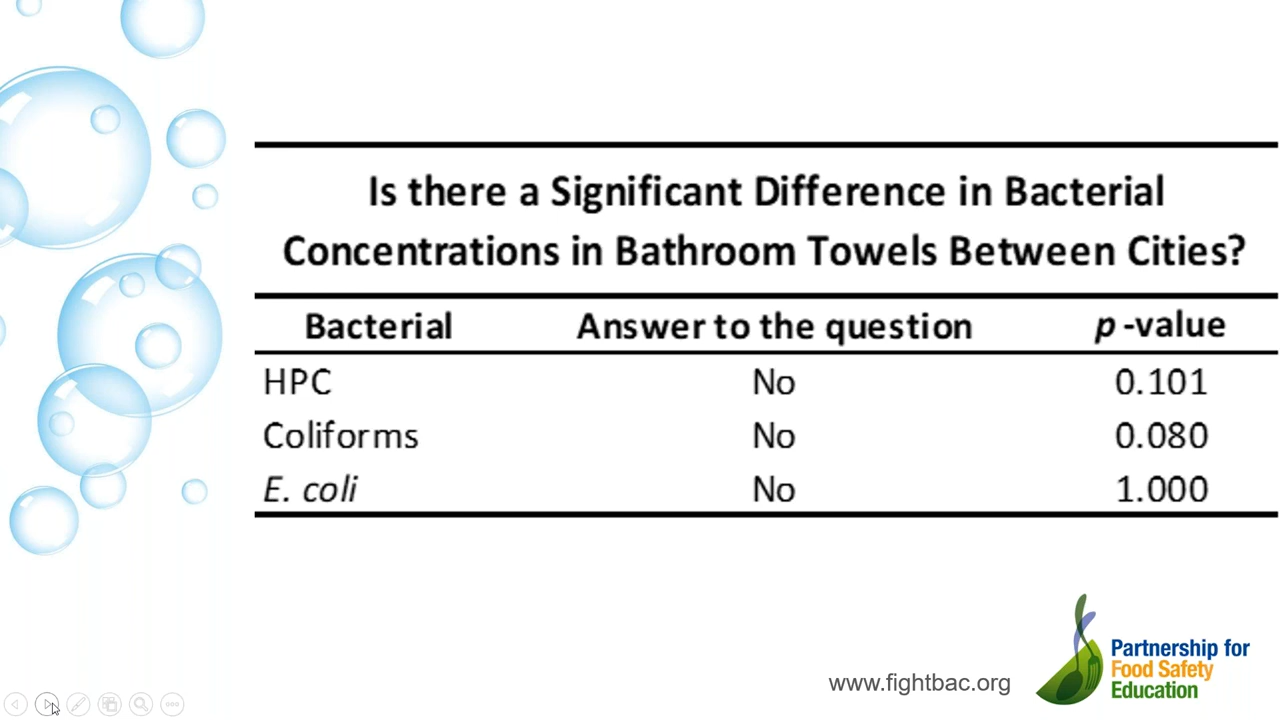 Is there a Significant Difference in Bacterial
Concentrations in Bathroom Towels Between Cities?
Bacterial Answer to the question p-value
HPC No 0.101
Coliforms No 0.080
E. coli No 1.000
www.fightbac.org
Partnership for
Food Safety
Education